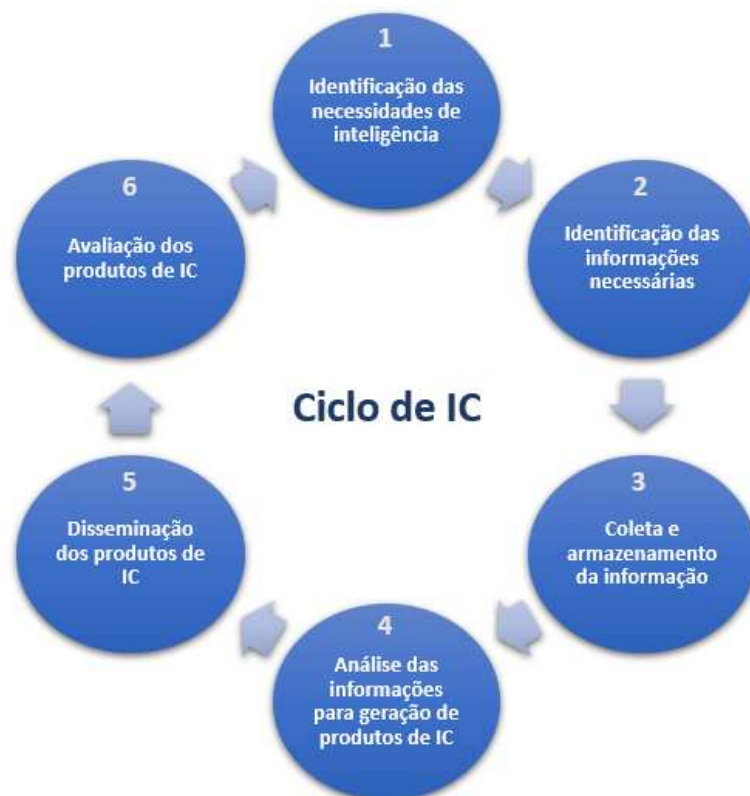 1
Identificação das
necessidades de
inteligência
2
Identificação das
informações
necessárias
3
Coleta e
armazenamento
da informação
4
Análise das
informações
para geração de
produtos de IC
5
Disseminação
dos produtos de
IC
6
Avaliação dos
produtos de IC
Ciclo de IC